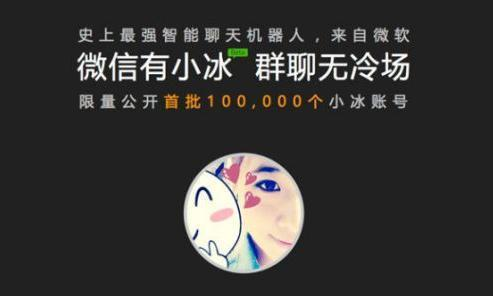 史上最强智能聊天机器人，来自微软
微信有小冰 Beta 群聊无冷场
限量公开首批100,000个小冰账号